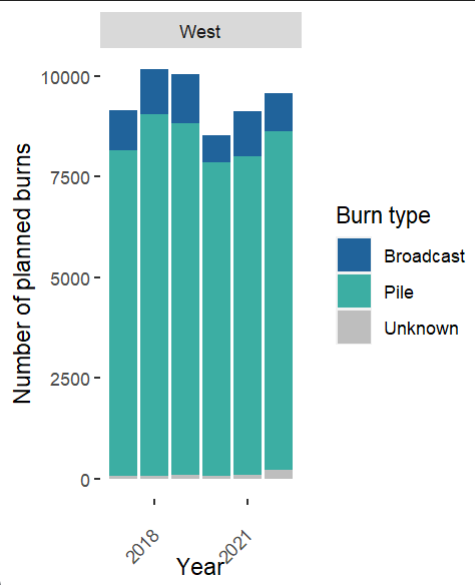 West
Number of planned burns
10000
7500
5000
2500
0
2018
2021
Year
Burn type
Broadcast
Pile
Unknown